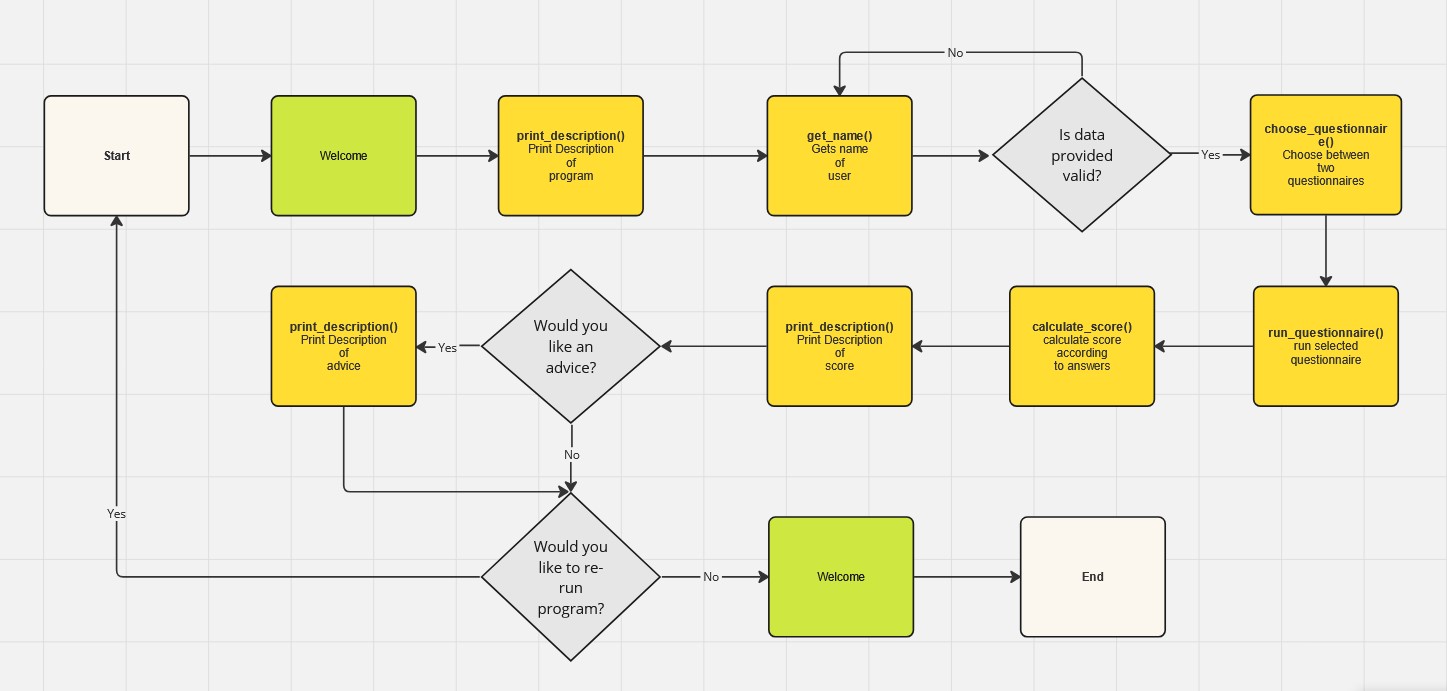 No
Start
Welcome
print_description()
Print Description
of
program
get_name()
Gets name
of
user
Is data
provided
valid?
Yes
choose_questionnair
e()
Choose between
two
questionnaires
print_description()
Print Description
of
advice
Yes
Would you
like an
advice?
print_description()
Print Description
of
score
calculate_score()
calculate score
according
to answers
run_questionnaire()
run selected
questionnaire
No
Yes
Would you
like to re-
run
program?
No
Welcome
End